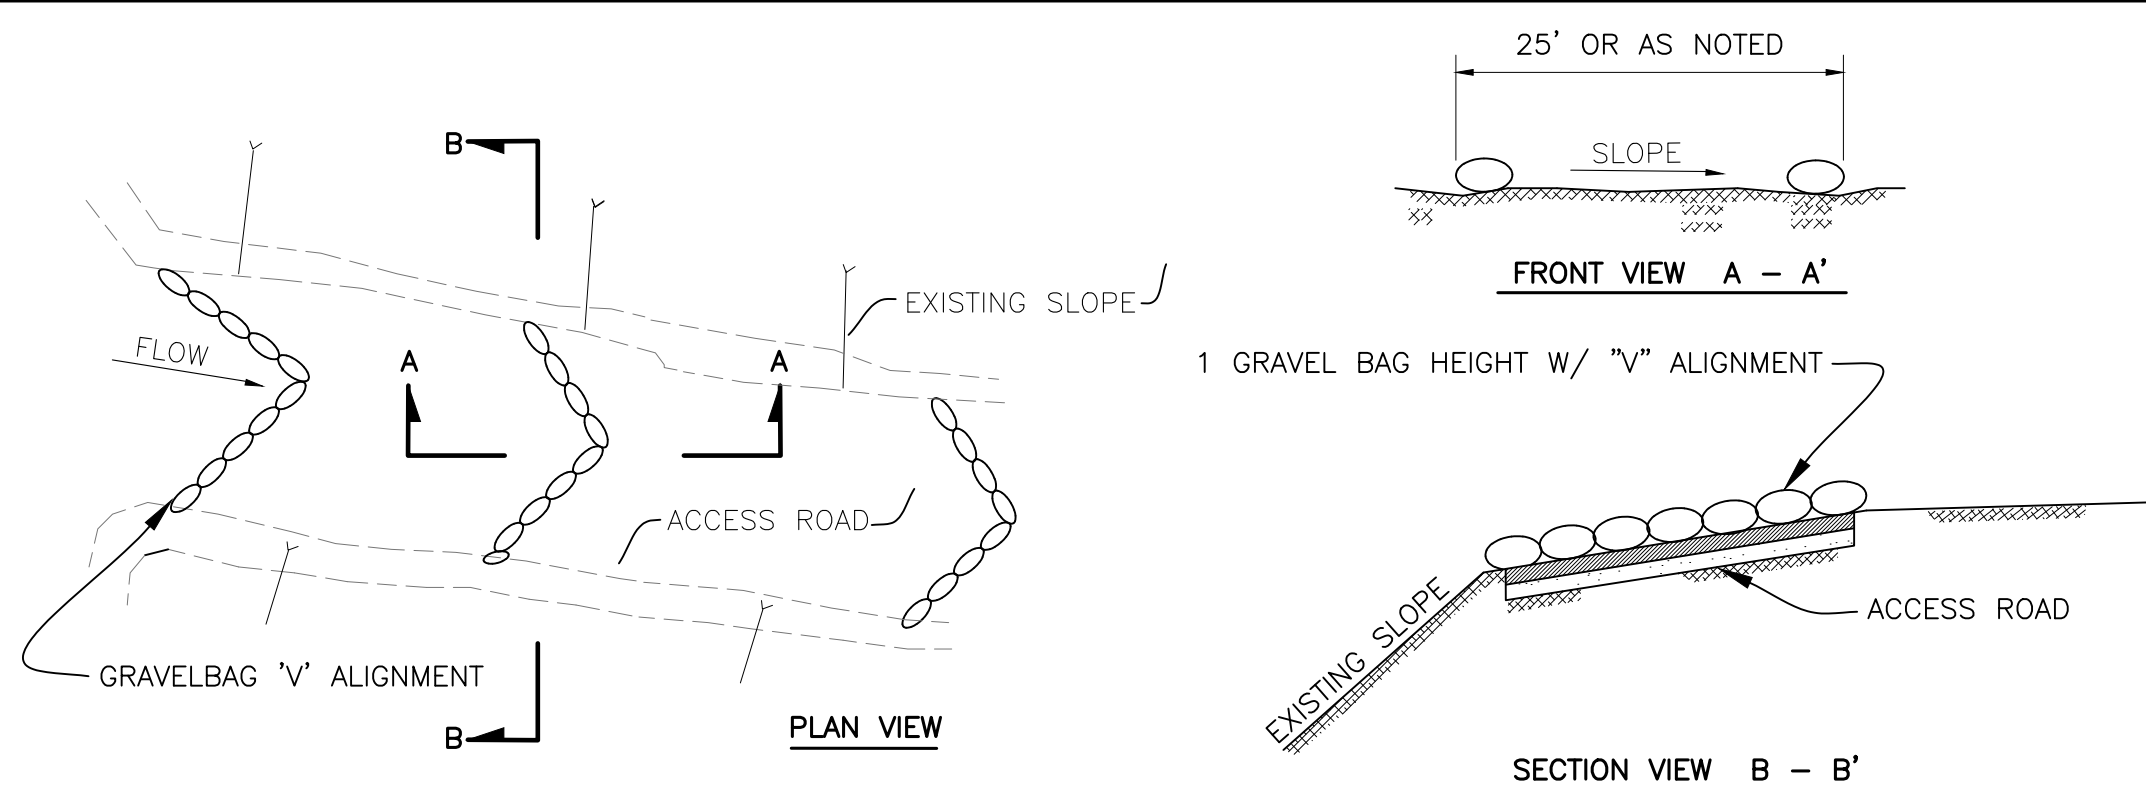 B
FLOW
A
A
EXISTING SLOPE
ACCESS ROAD
GRAVELBAG 'V' ALIGNMENT
B
PLAN VIEW
25' OR AS NOTED
SLOPE
FRONT VIEW A – A'
1 GRAVEL BAG HEIGHT W/ "V" ALIGNMENT
EXISTING SLOPE
ACCESS ROAD
SECTION VIEW B – B'